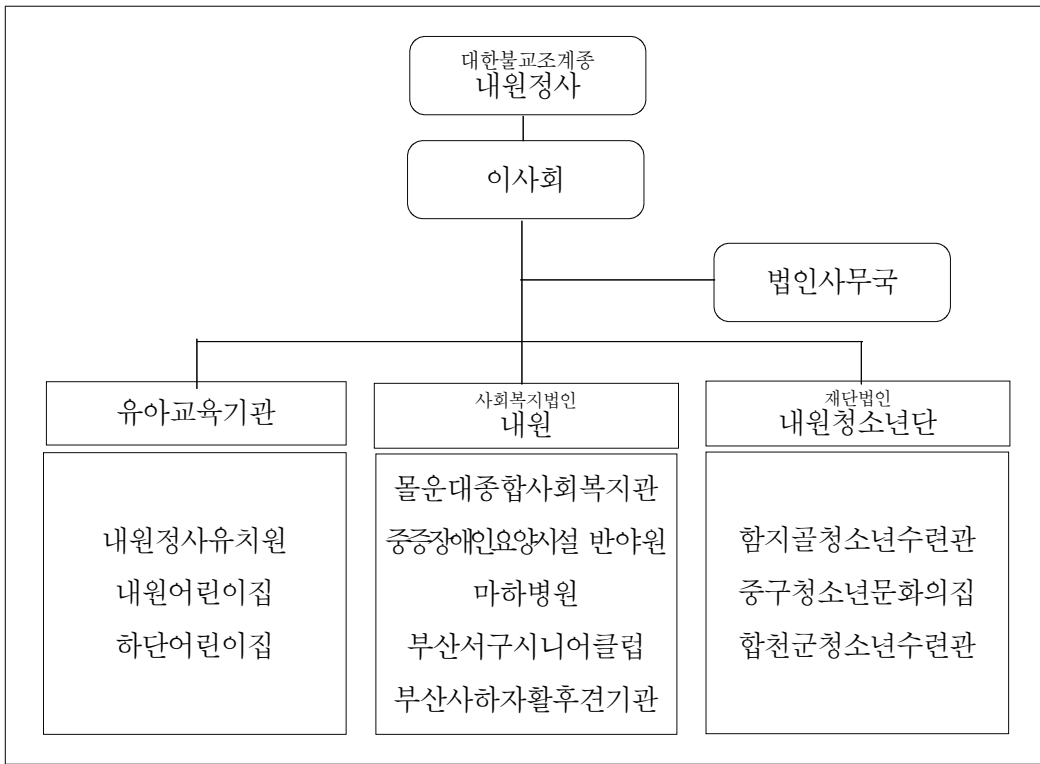 대한불교조계종
내원정사
이사회
법인사무국
유아교육기관
내원정사유치원
내원어린이집
하단어린이집
사회복지법인
내원
몰운대종합사회복지관
중증장애인요양시설 반야원
마하병원
부산서구시니어클럽
부산사하자활후견기관
재단법인
내원청소년단
함지골청소년수련관
중구청소년문화의집
합천군청소년수련관